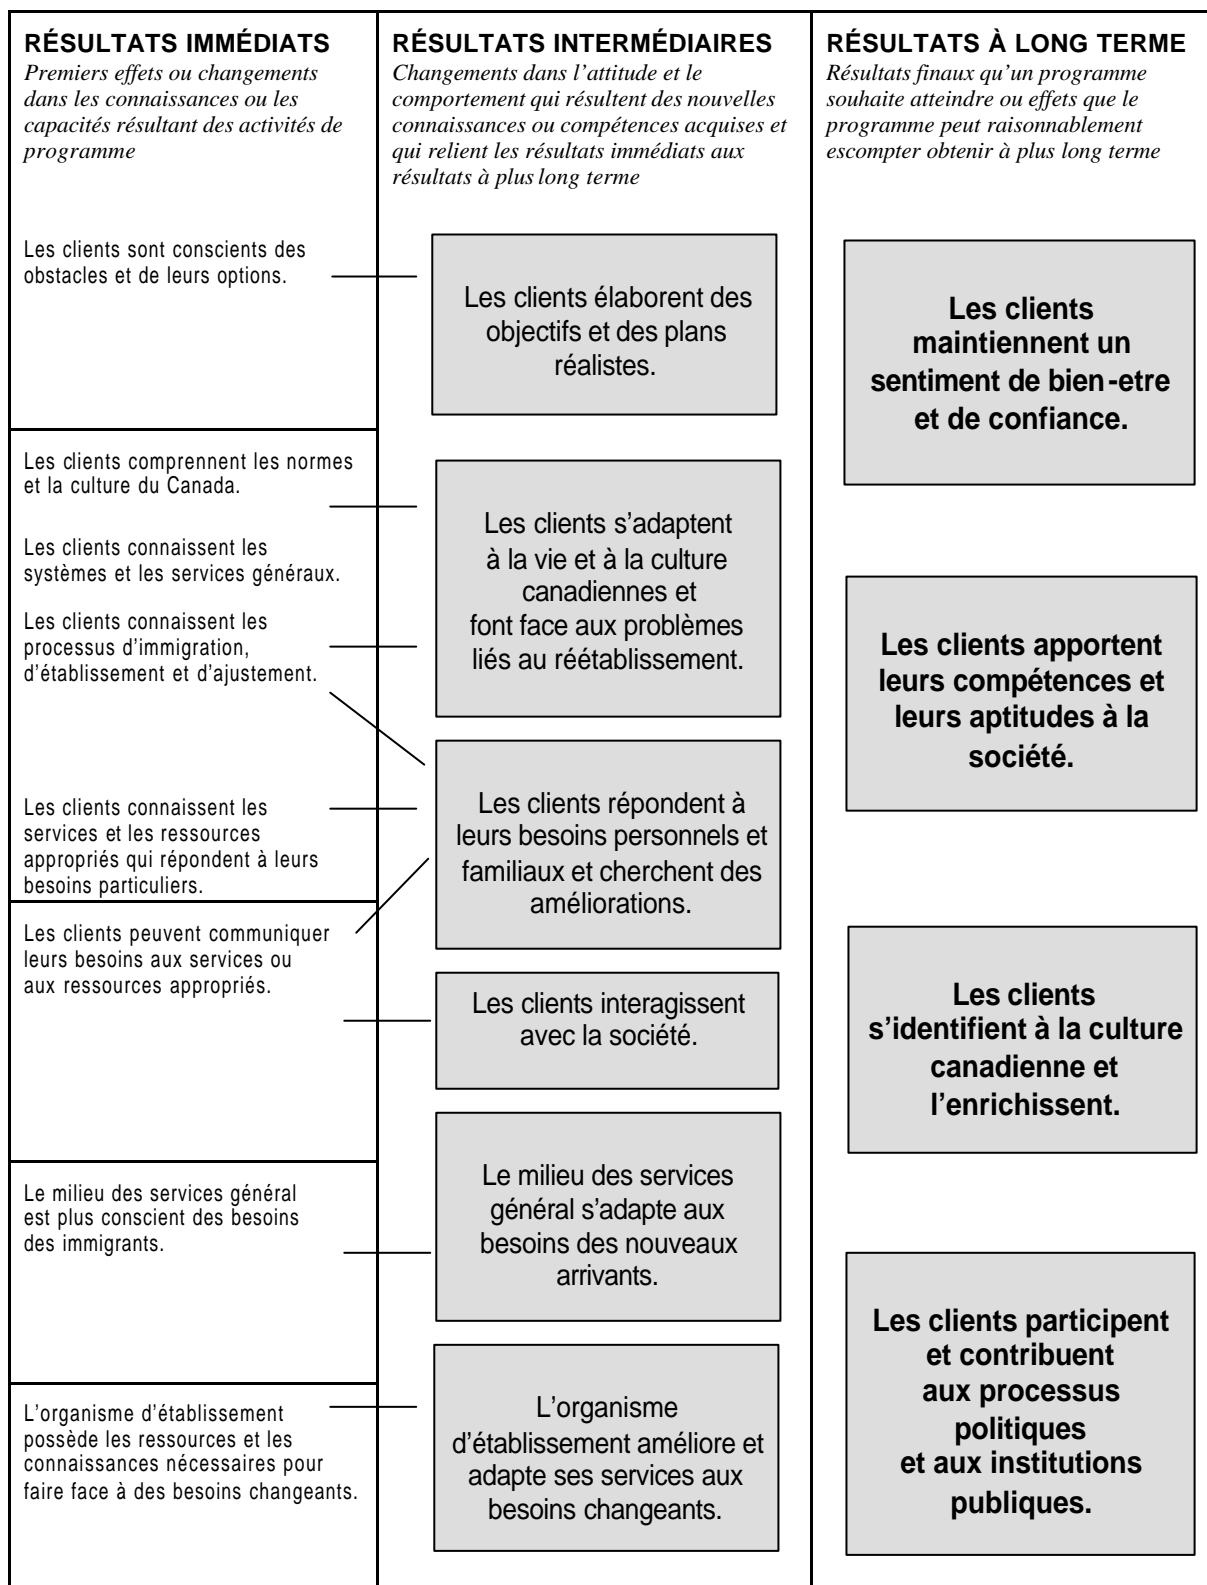 RÉSULTATS IMMÉDIATS
Premiers effets ou changements
dans les connaissances ou les
capacités résultant des activités de
programme
Les clients sont conscients des
obstacles et de leurs options.
Les clients comprennent les normes
et la culture du Canada.
Les clients connaissent les
systèmes et les services généraux.
Les clients connaissent les
processus d'immigration,
d'établissement et d'ajustement.
Les clients connaissent les
services et les ressources
appropriés qui répondent à leurs
besoins particuliers.
Les clients peuvent communiquer
leurs besoins aux services ou
aux ressources appropriés.
Le milieu des services général
est plus conscient des besoins
des immigrants.
L'organisme d'établissement
possède les ressources et les
connaissances nécessaires pour
faire face à des besoins changeants.
RÉSULTATS INTERMÉDIAIRES
Changements dans l'attitude et le
comportement qui résultent des nouvelles
connaissances ou compétences acquises et
qui relient les résultats immédiats aux
résultats à plus long terme
Les clients élaborent des
objectifs et des plans
réalistes.
Les clients s'adaptent
à la vie et à la culture
canadiennes et
font face aux problèmes
liés au réétablissement.
Les clients répondent à
leurs besoins personnels et
familiaux et cherchent des
améliorations.
Les clients interagissent
avec la société.
Le milieu des services
général s'adapte aux
besoins des nouveaux
arrivants.
L'organisme
d'établissement améliore et
adapte ses services aux
besoins changeants.
RÉSULTATS À LONG TERME
Résultats finaux qu'un programme
souhaite atteindre ou effets que le
programme peut raisonnablement
escompter obtenir à plus long terme
Les clients
maintiennent un
sentiment de bien-etre
et de confiance.
Les clients apportent
leurs compétences et
leurs aptitudes à la
société.
Les clients
s'identifient à la culture
canadienne et
l'enrichissent.
Les clients participent
et contribuent
aux processus
politiques
et aux institutions
publiques.